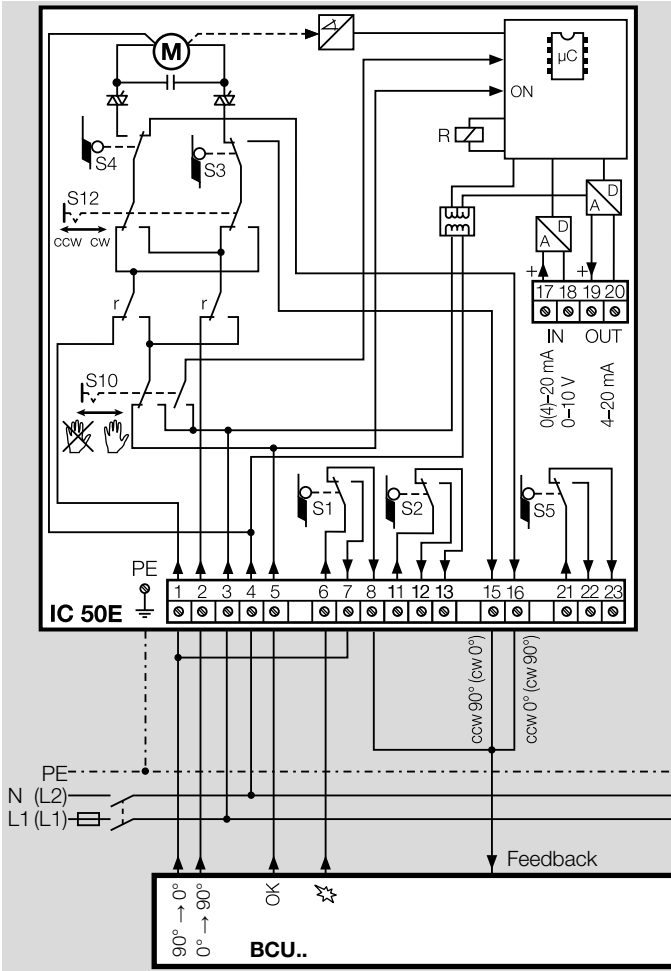 M
µC
ON
R
S4
S3
S12
ccw cw
D
A
D
A
+
+
17 18 19 20
IN OUT
0(4)–20 mA
0–10 V
4–20 mA
r
r
S10
S1
S2
S5
PE
IC 50E
1 2 3 4 5 6 7 8 11 12 13 15 16 21 22 23
ccw 90° (cw 0°)
ccw 0° (cw 90°)
PE
N (L2)
L1 (L1)
Feedback
90° → 0°
0° → 90°
OK
BCU..